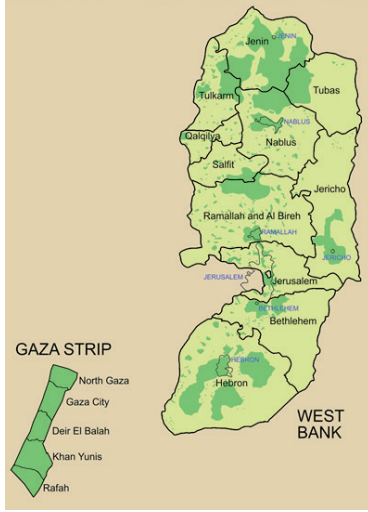 Jenin
JENIN
Tulkarm
Tubas
NABLUS
Qalqilya
Nablus
Salfit
Jericho
Ramallah and Al Bireh
RAMALLAH
JERICHO
JERUSALEM
Jerusalem
BETHLEHEM
Bethlehem
HEBRON
Hebron
GAZA STRIP
North Gaza
Gaza City
Deir El Balah
Khan Yunis
Rafah
WEST
BANK